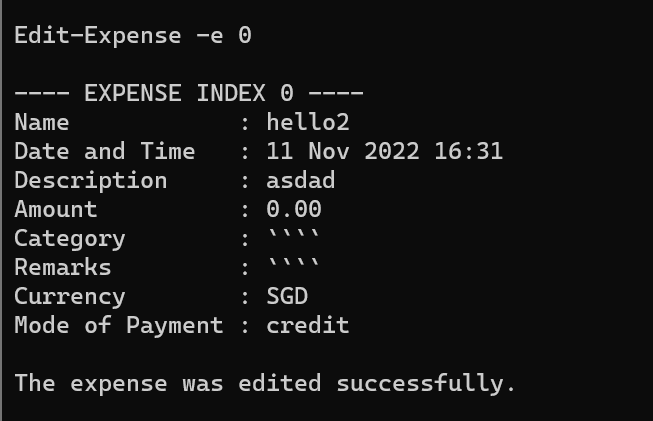 Edit-Expense -e 0
---- EXPENSE INDEX 0 ----
Name : hello2
Date and Time : 11 Nov 2022 16:31
Description : asdad
Amount : 0.00
Category : ````
Remarks : ````
Currency : SGD
Mode of Payment : credit
The expense was edited successfully.